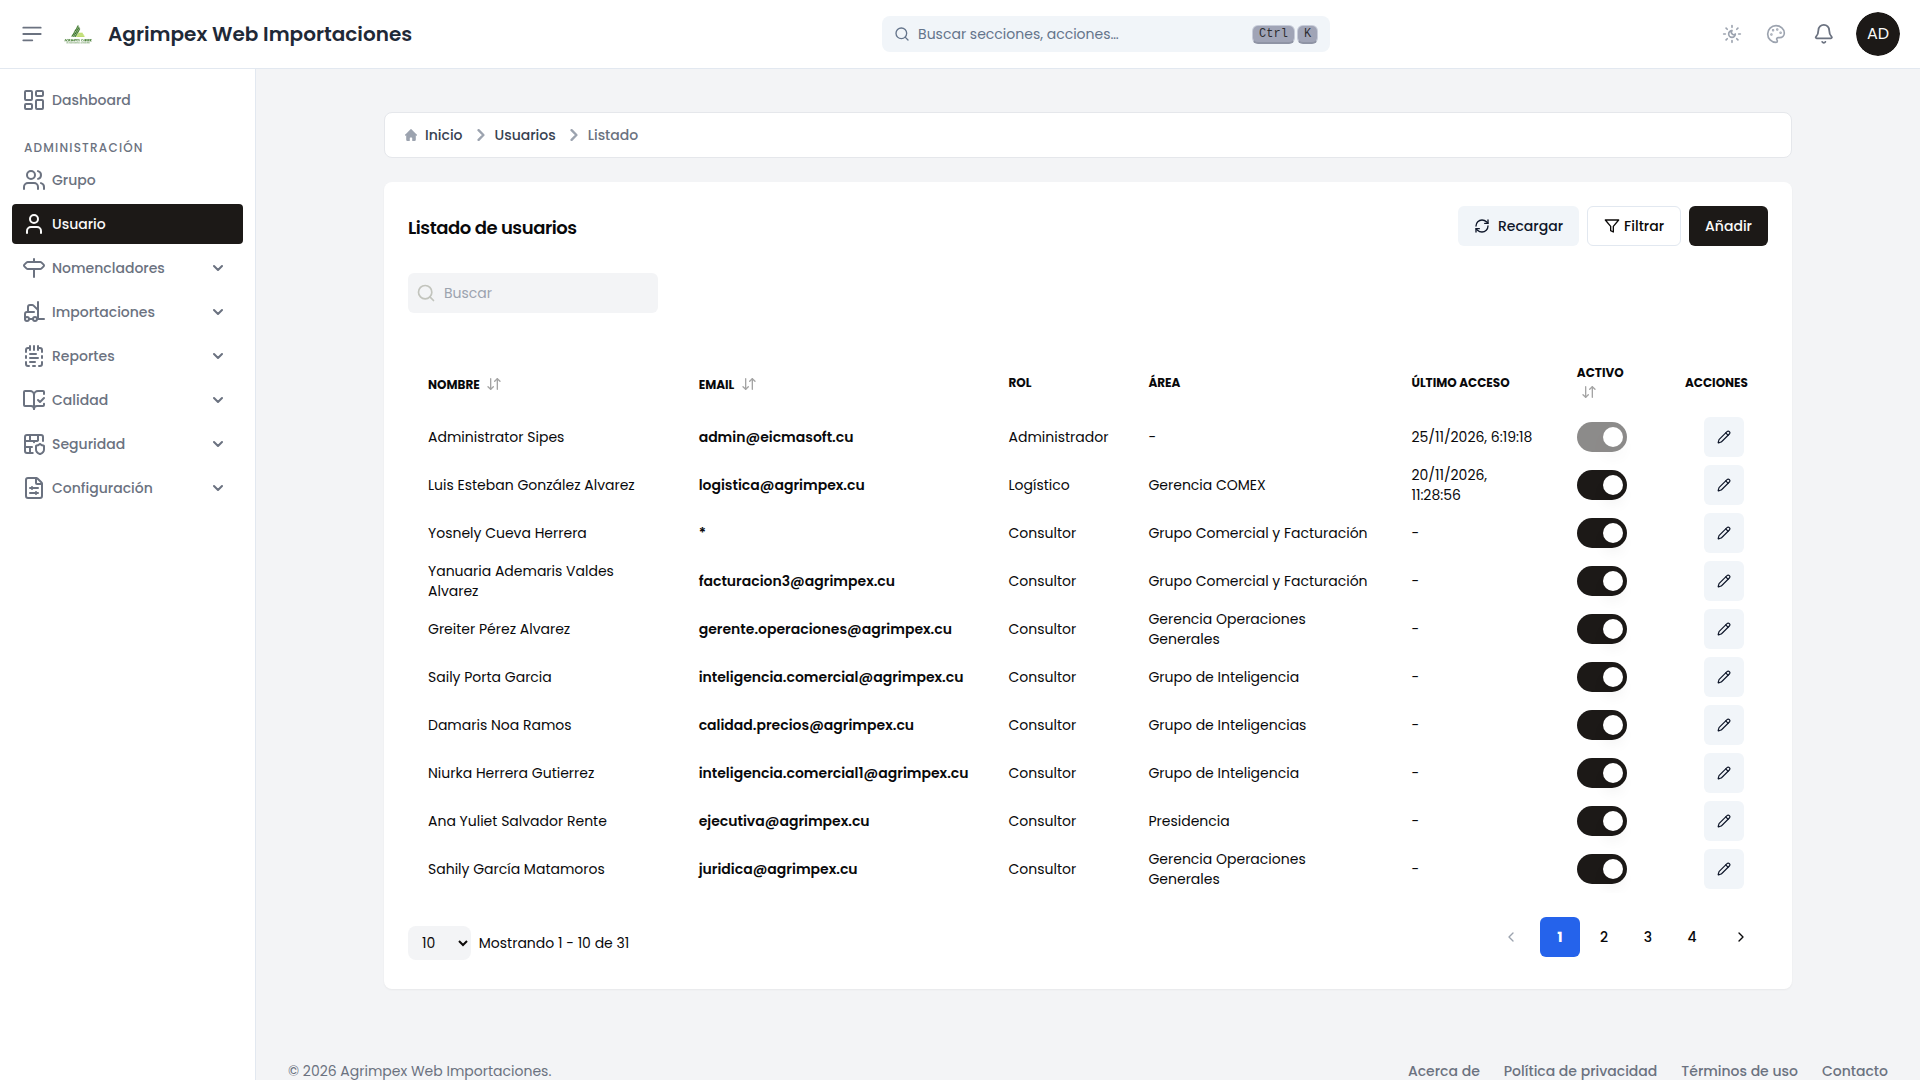 Agrimpex Web Importaciones
Buscar secciones, acciones...
Ctrl K
AD
Dashboard
ADMINISTRACIÓN
Grupo
Usuario
Nomencladores
Importaciones
Reportes
Calidad
Seguridad
Configuración
Inicio > Usuarios > Listado
Listado de usuarios
Recargar
Filtrar
Añadir
Buscar
NOMBRE EMAIL ROL ÁREA ÚLTIMO ACCESO ACTIVO ACCIONES
Administrator Sipes admin@eicmasoft.cu Administrador - 25/11/2026, 6:19:18
Luis Esteban González Alvarez logistica@agrimpex.cu Logístico Gerencia COMEX 20/11/2026,
11:28:56
Yosnely Cueva Herrera * Consultor Grupo Comercial y Facturación -
Yanuaria Ademaris Valdes
Alvarez facturacion3@agrimpex.cu Consultor Grupo Comercial y Facturación -
Greiter Pérez Alvarez gerente.operaciones@agrimpex.cu Consultor Gerencia Operaciones
Generales -
Saily Porta Garcia inteligencia.comercial@agrimpex.cu Consultor Grupo de Inteligencia -
Damaris Noa Ramos calidad.precios@agrimpex.cu Consultor Grupo de Inteligencias -
Niurka Herrera Gutierrez inteligencia.comercial1@agrimpex.cu Consultor Grupo de Inteligencia -
Ana Yuliet Salvador Rente ejecutiva@agrimpex.cu Consultor Presidencia -
Sahily García Matamoros juridica@agrimpex.cu Consultor Gerencia Operaciones
Generales -
10 Mostrando 1 - 10 de 31
1 2 3 4
© 2026 Agrimpex Web Importaciones.
Acerca de Política de privacidad Términos de uso Contacto